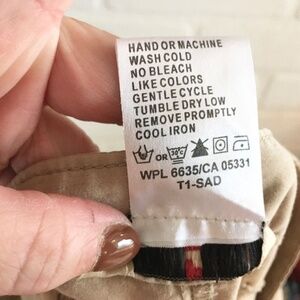 HAND OR MACHINE
WASH COLD
NO BLEACH
LIKE COLORS
GENTLE CYCLE
TUMBLE DRY LOW
REMOVE PROMPTLY
COOL IRON
OR 30°C
WPL 6635/CA 05331
T1-SAD